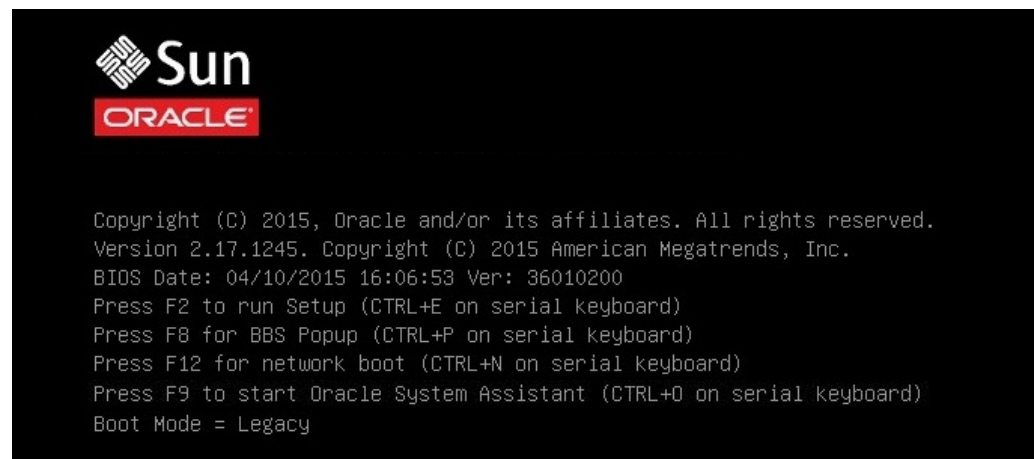 Sun
ORACLE®
Copyright (C) 2015, Oracle and/or its affiliates. All rights reserved.
Version 2.17.1245. Copyright (C) 2015 American Megatrends, Inc.
BIOS Date: 04/10/2015 16:06:53 Ver: 36010200
Press F2 to run Setup (CTRL+E on serial keyboard)
Press F8 for BBS Popup (CTRL+P on serial keyboard)
Press F12 for network boot (CTRL+N on serial keyboard)
Press F9 to start Oracle System Assistant (CTRL+O on serial keyboard)
Boot Mode = Legacy